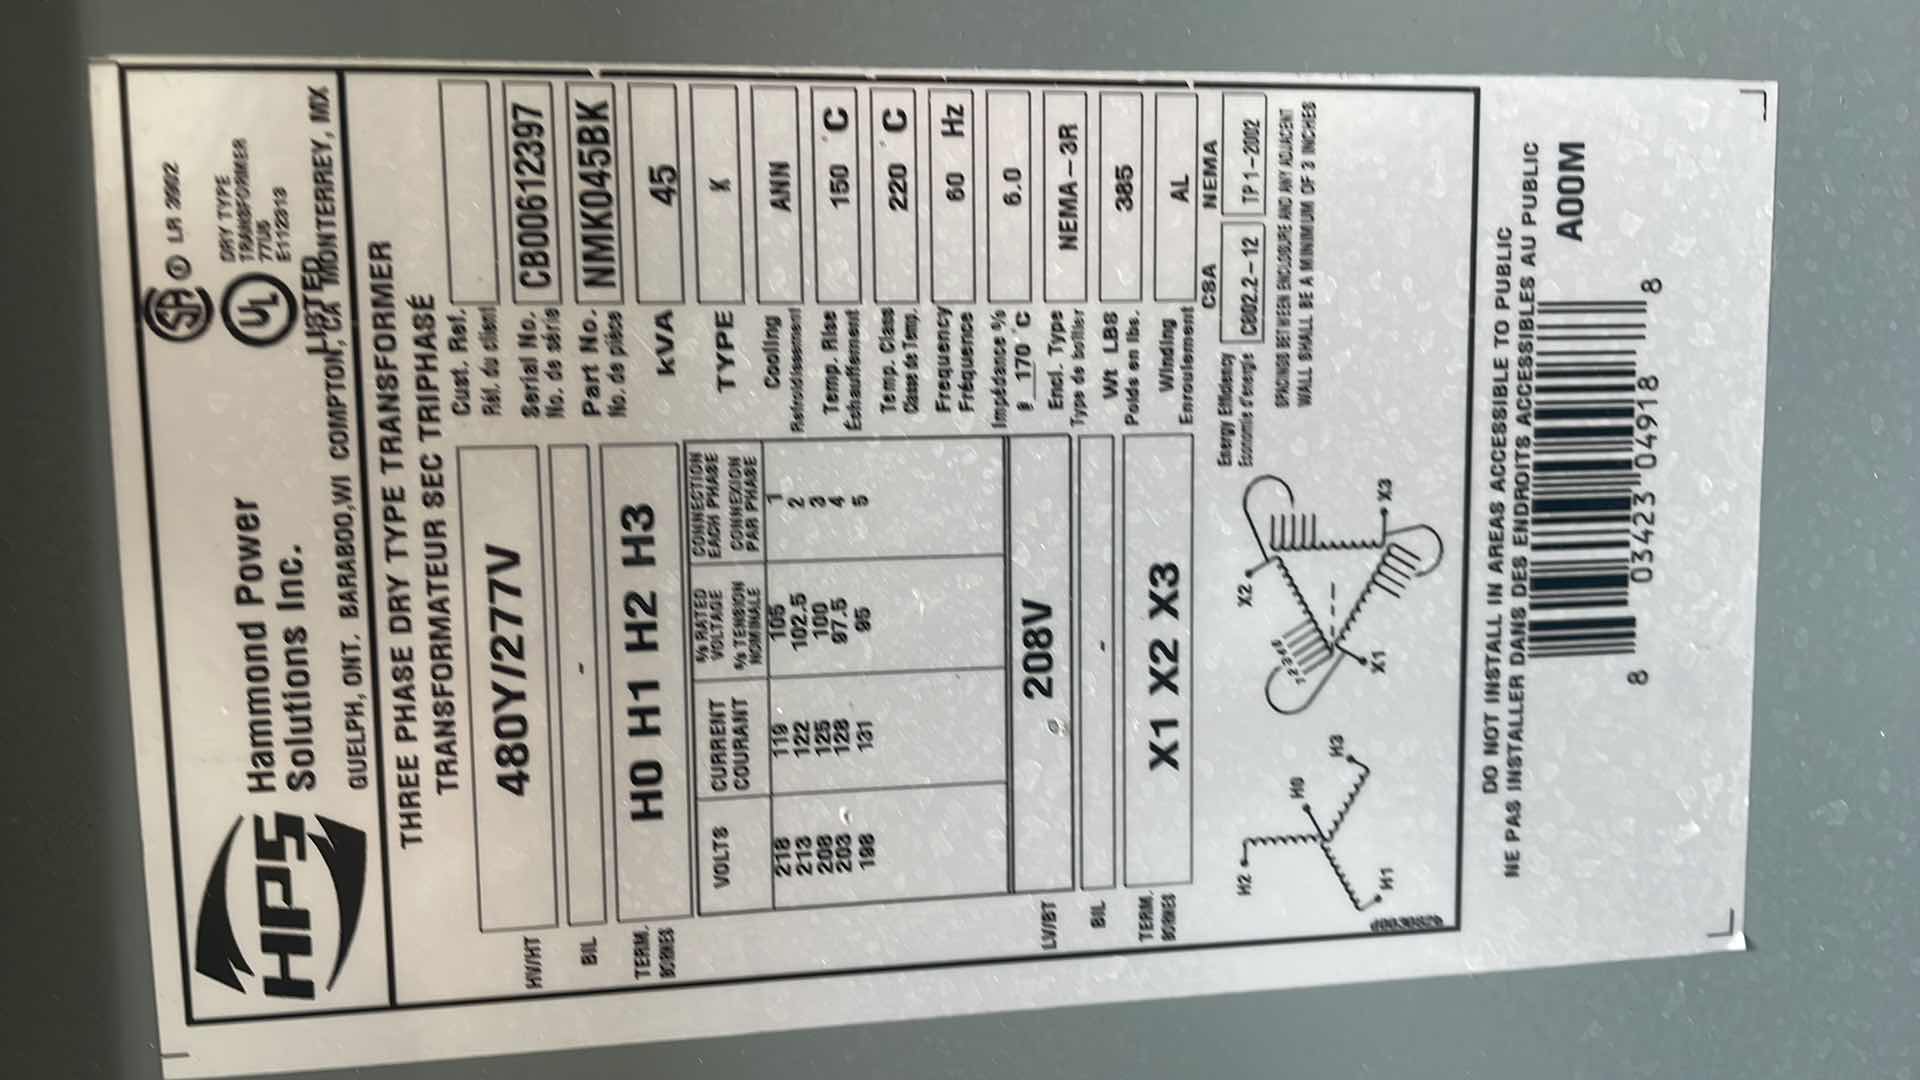 HPS
Hammond Power
Solutions Inc.
SA LR 3902
UL
DRY TYPE
TRANSFORMER
77U5
E112313
LISTED
GUELPH, ONT. BARABOO,WI COMPTON, CA MONTERREY, MX
THREE PHASE DRY TYPE TRANSFORMER
TRANSFORMATEUR SEC TRIPHASÉ
HV/HT 480Y/277V
BIL -
TERM. BORNES H0 H1 H2 H3
VOLTS CURRENT COURANT % RATED VOLTAGE % TENSION NOMINALE CONNECTION EACH PHASE CONNEXION PAR PHASE
218 119 105 1
213 122 102.5 2
208 125 100 3
203 128 97.5 4
198 131 95 5
LV/BT 208V
BIL -
TERM. BORNES X1 X2 X3
Cust. Ref.
Réf. du client
Serial No. CB00612397
No. de série
Part No. NMK045BK
No. de pièce
kVA 45
TYPE K
Cooling ANN
Refroidissement
Temp. Rise 150 °C
Échauffement
Temp. Class 220 °C
Classe de Temp.
Frequency 60 Hz
Fréquence
Impédance % 6.0
@ 170 °C
Encl. Type NEMA-3R
Type de boîtier
Wt LBS 385
Poids en lbs.
Winding AL
Enroulement
CSA NEMA
Energy Efficiency C802.2-12 TP1-2002
Économie d'énergie
SPACINGS BETWEEN ENCLOSURE AND ANY ADJACENT
WALL SHALL BE A MINIMUM OF 3 INCHES
H2 H0 H3
H1
X2 X3
1 2 3 4 5
X1
DO NOT INSTALL IN AREAS ACCESSIBLE TO PUBLIC
NE PAS INSTALLER DANS DES ENDROITS ACCESSIBLES AU PUBLIC
A00M
8 03423 04918 8